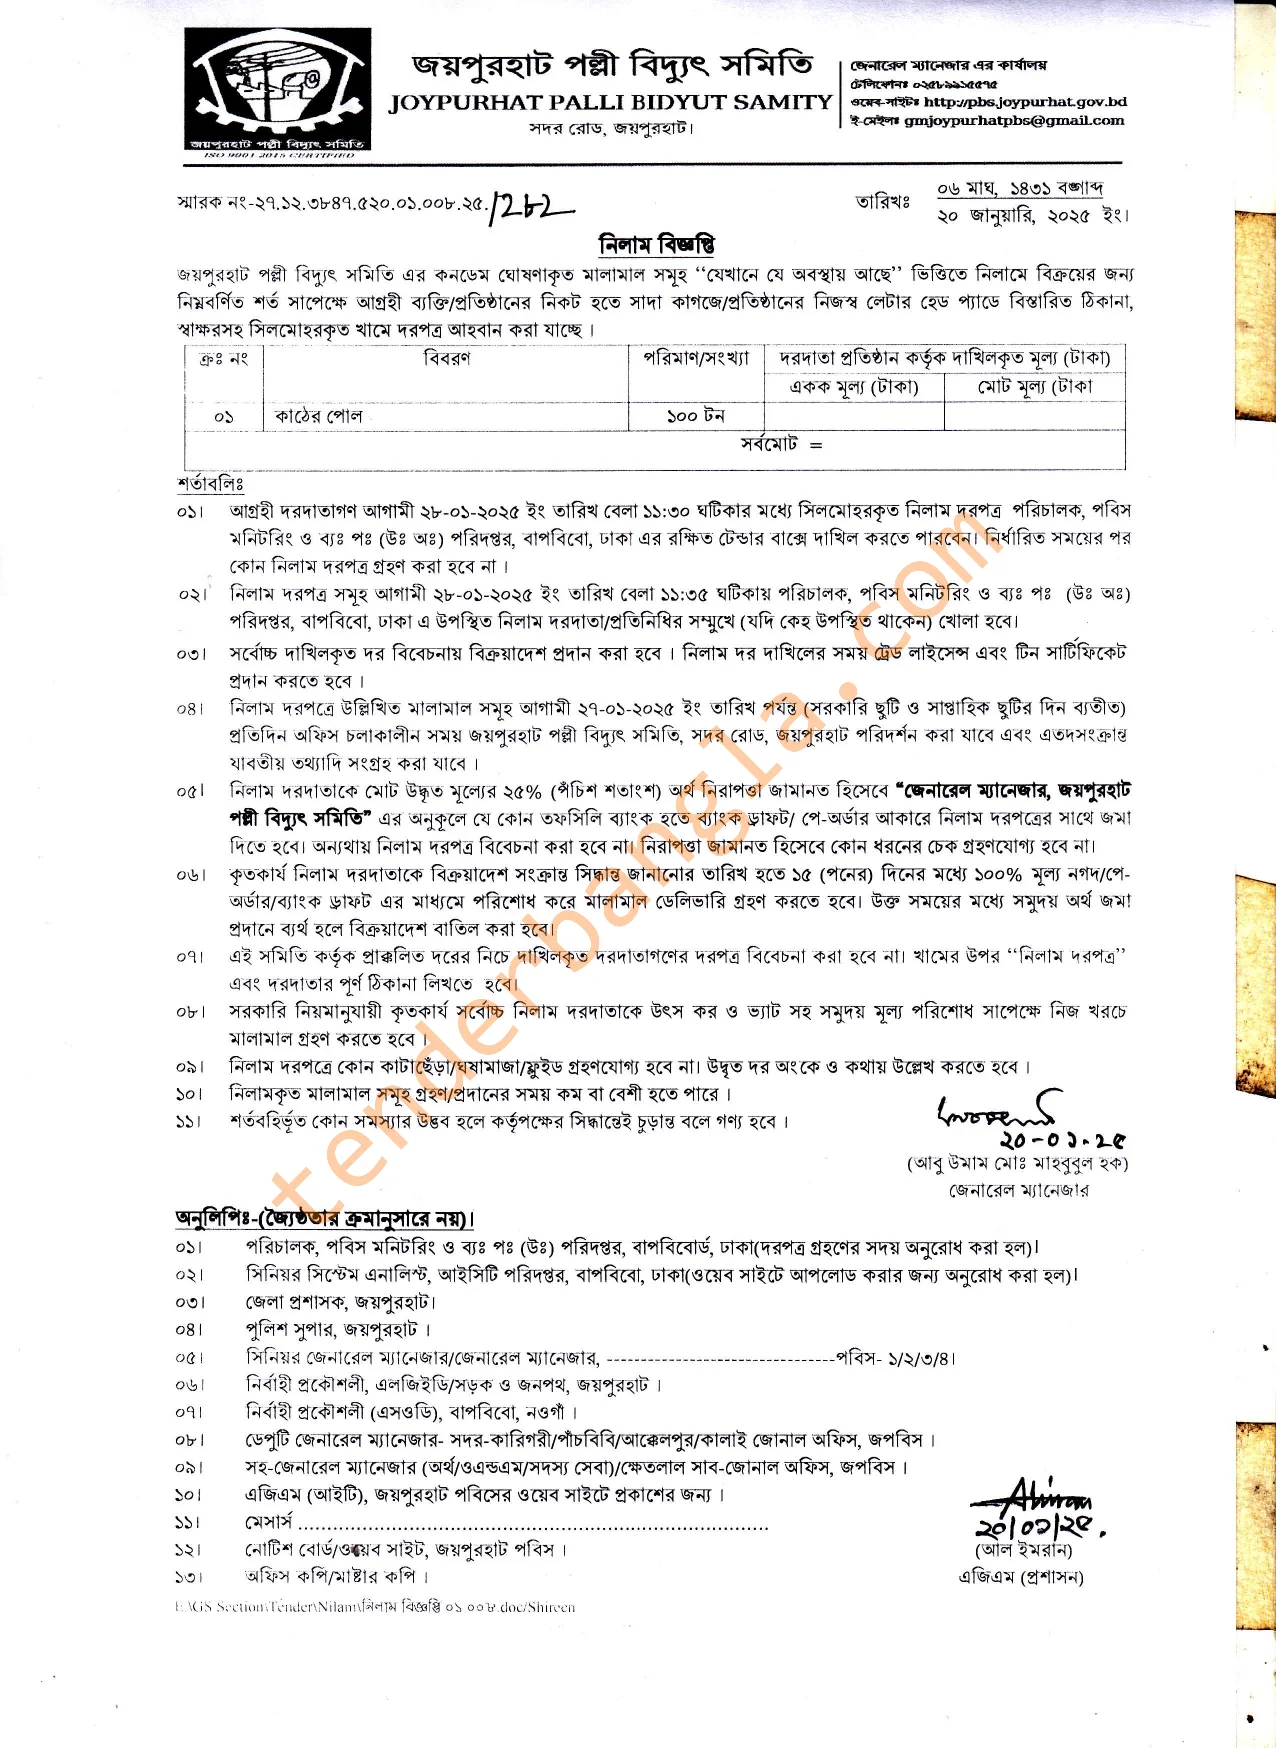 জয়পুরহাট পল্লী বিদ্যুৎ সমিতি
JOYPURHAT PALLI BIDYUT SAMITY
সদর রোড, জয়পুরহাট।
জেনারেল ম্যানেজার এর কার্যালয়
টেলিফোনঃ ০২৫৮৯৯১৫৫৭৫
ওয়েব-সাইটঃ http://pbs.joypurhat.gov.bd
ই-মেইলঃ gmjoypurhatpbs@gmail.com
জয়পুরহাট পল্লী বিদ্যুৎ সমিতি
ISO 9001:2015 CERTIFIED
স্মারক নং-২৭.১২.৩৮৪৭.৫২০.০১.০০৮.২৫./২৮২
তারিখঃ ০৬ মাঘ, ১৪৩১ বঙ্গাব্দ
২০ জানুয়ারি, ২০২৫ ইং।
নিলাম বিজ্ঞপ্তি
জয়পুরহাট পল্লী বিদ্যুৎ সমিতি এর কনডেম ঘোষণাকৃত মালামাল সমূহ “যেখানে যে অবস্থায় আছে” ভিত্তিতে নিলামে বিক্রয়ের জন্য
নিম্নবর্ণিত শর্ত সাপেক্ষে আগ্রহী ব্যক্তি/প্রতিষ্ঠানের নিকট হতে সাদা কাগজে/প্রতিষ্ঠানের নিজস্ব লেটার হেড প্যাডে বিস্তারিত ঠিকানা,
স্বাক্ষরসহ সিলমোহরকৃত খামে দরপত্র আহবান করা যাচ্ছে ।
ক্রঃ নং বিবরণ পরিমাণ/সংখ্যা দরদাতা প্রতিষ্ঠান কর্তৃক দাখিলকৃত মূল্য (টাকা)
একক মূল্য (টাকা) মোট মূল্য (টাকা
০১ কাঠের পোল ১০০ টন
সর্বমোট =
শর্তাবলিঃ
০১। আগ্রহী দরদাতাগণ আগামী ২৮-০১-২০২৫ ইং তারিখ বেলা ১১:৩০ ঘটিকার মধ্যে সিলমোহরকৃত নিলাম দরপত্র পরিচালক, পবিস
মনিটরিং ও ব্যঃ পঃ (উঃ অঃ) পরিদপ্তর, বাপবিবো, ঢাকা এর রক্ষিত টেন্ডার বাক্সে দাখিল করতে পারবেন। নির্ধারিত সময়ের পর
কোন নিলাম দরপত্র গ্রহণ করা হবে না ।
০২। নিলাম দরপত্র সমূহ আগামী ২৮-০১-২০২৫ ইং তারিখ বেলা ১১:৩৫ ঘটিকায় পরিচালক, পবিস মনিটরিং ও ব্যঃ পঃ (উঃ অঃ)
পরিদপ্তর, বাপবিবো, ঢাকা এ উপস্থিত নিলাম দরদাতা/প্রতিনিধির সম্মুখে (যদি কেহ উপস্থিত থাকেন) খোলা হবে।
০৩। সর্বোচ্চ দাখিলকৃত দর বিবেচনায় বিক্রয়াদেশ প্রদান করা হবে । নিলাম দর দাখিলের সময় ট্রেড লাইসেন্স এবং টিন সার্টিফিকেট
প্রদান করতে হবে ।
০৪। নিলাম দরপত্রে উল্লিখিত মালামাল সমূহ আগামী ২৭-০১-২০২৫ ইং তারিখ পর্যন্ত (সরকারি ছুটি ও সাপ্তাহিক ছুটির দিন ব্যতীত)
প্রতিদিন অফিস চলাকালীন সময় জয়পুরহাট পল্লী বিদ্যুৎ সমিতি, সদর রোড, জয়পুরহাট পরিদর্শন করা যাবে এবং এতদসংক্রান্ত
যাবতীয় তথ্যাদি সংগ্রহ করা যাবে ।
০৫। নিলাম দরদাতাকে মোট উদ্ধৃত মূল্যের ২৫% (পঁচিশ শতাংশ) অর্থ নিরাপত্তা জামানত হিসেবে “জেনারেল ম্যানেজার, জয়পুরহাট
পল্লী বিদ্যুৎ সমিতি” এর অনুকূলে যে কোন তফসিলি ব্যাংক হতে ব্যাংক ড্রাফট/ পে-অর্ডার আকারে নিলাম দরপত্রের সাথে জমা
দিতে হবে। অন্যথায় নিলাম দরপত্র বিবেচনা করা হবে না। নিরাপত্তা জামানত হিসেবে কোন ধরনের চেক গ্রহণযোগ্য হবে না।
০৬। কৃতকার্য নিলাম দরদাতাকে বিক্রয়াদেশ সংক্রান্ত সিদ্ধান্ত জানানোর তারিখ হতে ১৫ (পনের) দিনের মধ্যে ১০০% মূল্য নগদ/পে-
অর্ডার/ব্যাংক ড্রাফট এর মাধ্যমে পরিশোধ করে মালামাল ডেলিভারি গ্রহণ করতে হবে। উক্ত সময়ের মধ্যে সমুদয় অর্থ জমা
প্রদানে ব্যর্থ হলে বিক্রয়াদেশ বাতিল করা হবে।
০৭। এই সমিতি কর্তৃক প্রাক্কলিত দরের নিচে দাখিলকৃত দরদাতাগণের দরপত্র বিবেচনা করা হবে না। খামের উপর “নিলাম দরপত্র”
এবং দরদাতার পূর্ণ ঠিকানা লিখতে হবে।
০৮। সরকারি নিয়মানুযায়ী কৃতকার্য সর্বোচ্চ নিলাম দরদাতাকে উৎস কর ও ভ্যাট সহ সমুদয় মূল্য পরিশোধ সাপেক্ষে নিজ খরচে
মালামাল গ্রহণ করতে হবে ।
০৯। নিলাম দরপত্রে কোন কাটাছেঁড়া/ঘষামাজা/ফ্লুইড গ্রহণযোগ্য হবে না। উদ্ধৃত দর অংকে ও কথায় উল্লেখ করতে হবে ।
১০। নিলামকৃত মালামাল সমূহ গ্রহণ/প্রদানের সময় কম বা বেশী হতে পারে ।
১১। শর্তবহির্ভূত কোন সমস্যার উদ্ভব হলে কর্তৃপক্ষের সিদ্ধান্তেই চূড়ান্ত বলে গণ্য হবে ।
২০-০১-২৫
(আবু উমাম মোঃ মাহবুবুল হক)
জেনারেল ম্যানেজার
অনুলিপিঃ-(জ্যৈষ্ঠতার ক্রমানুসারে নয়)।
০১। পরিচালক, পবিস মনিটরিং ও ব্যঃ পঃ (উঃ) পরিদপ্তর, বাপবিবোর্ড, ঢাকা(দরপত্র গ্রহণের সদয় অনুরোধ করা হল)।
০২। সিনিয়র সিস্টেম এনালিস্ট, আইসিটি পরিদপ্তর, বাপবিবো, ঢাকা(ওয়েব সাইটে আপলোড করার জন্য অনুরোধ করা হল)।
০৩। জেলা প্রশাসক, জয়পুরহাট।
০৪। পুলিশ সুপার, জয়পুরহাট ।
০৫। সিনিয়র জেনারেল ম্যানেজার/জেনারেল ম্যানেজার, -----------------------------------পবিস- ১/২/৩/৪।
০৬। নির্বাহী প্রকৌশলী, এলজিইডি/সড়ক ও জনপথ, জয়পুরহাট ।
০৭। নির্বাহী প্রকৌশলী (এসওডি), বাপবিবো, নওগাঁ ।
০৮। ডেপুটি জেনারেল ম্যানেজার- সদর-কারিগরী/পাঁচবিবি/আক্কেলপুর/কালাই জোনাল অফিস, জপবিস ।
০৯। সহ-জেনারেল ম্যানেজার (অর্থ/ওএন্ডএম/সদস্য সেবা)/ক্ষেতলাল সাব-জোনাল অফিস, জপবিস ।
১০। এজিএম (আইটি), জয়পুরহাট পবিসের ওয়েব সাইটে প্রকাশের জন্য ।
১১। মেসার্স ........................................................................
১২। নোটিশ বোর্ড/ওয়েব সাইট, জয়পুরহাট পবিস ।
১৩। অফিস কপি/মাষ্টার কপি ।
২০/০১/২৫.
(আল ইমরান)
এজিএম (প্রশাসন)
E:\GS Section\Tender\Nilam\নিলাম বিজ্ঞপ্তি ০১ ০০৮.doc/Shireen
tenderbangla.com